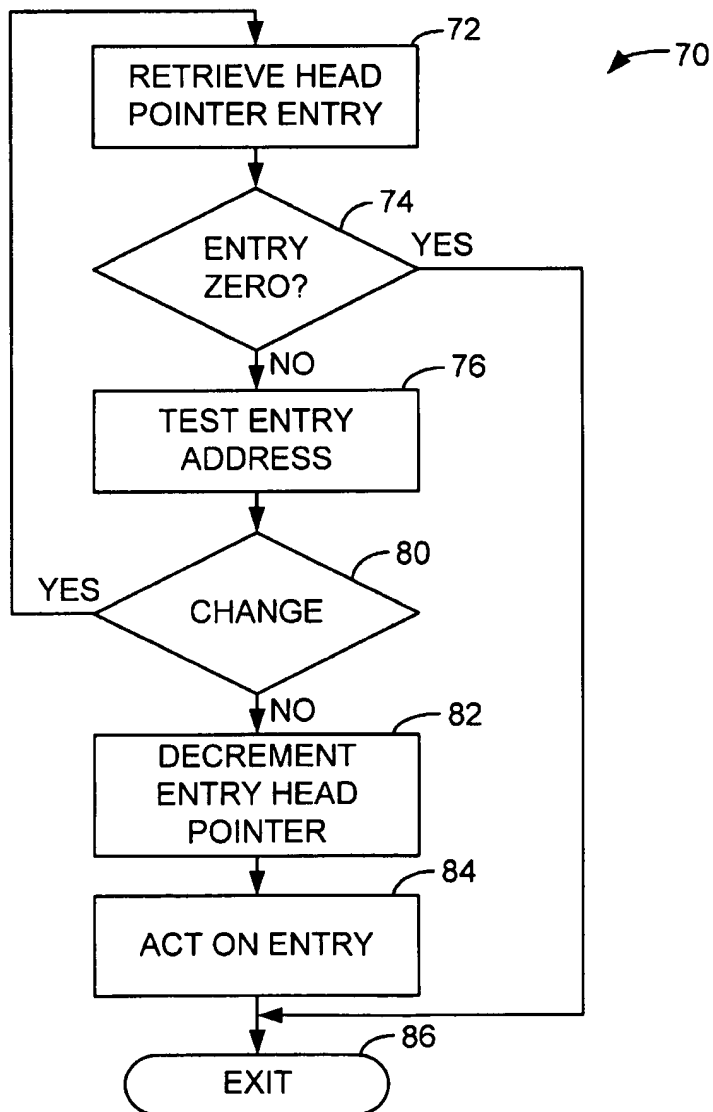 72
70
RETRIEVE HEAD
POINTER ENTRY
74
ENTRY
ZERO?
YES
NO
76
TEST ENTRY
ADDRESS
80
YES
CHANGE
NO
82
DECREMENT
ENTRY HEAD
POINTER
84
ACT ON ENTRY
86
EXIT